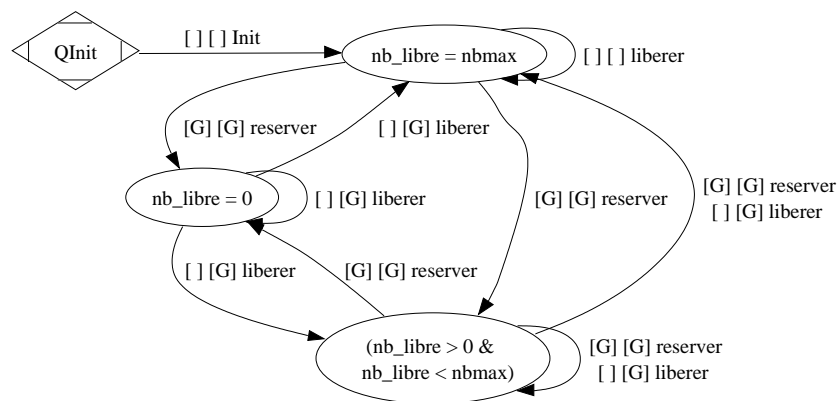 [ ] [ ] Init
QInit
nb_libre = nbmax
[ ] [ ] liberer
[G] [G] reserver
[ ] [G] liberer
nb_libre = 0
[ ] [G] liberer
[G] [G] reserver
[G] [G] reserver
[ ] [G] liberer
[ ] [G] liberer
[G] [G] reserver
(nb_libre > 0 &
nb_libre < nbmax)
[G] [G] reserver
[ ] [G] liberer